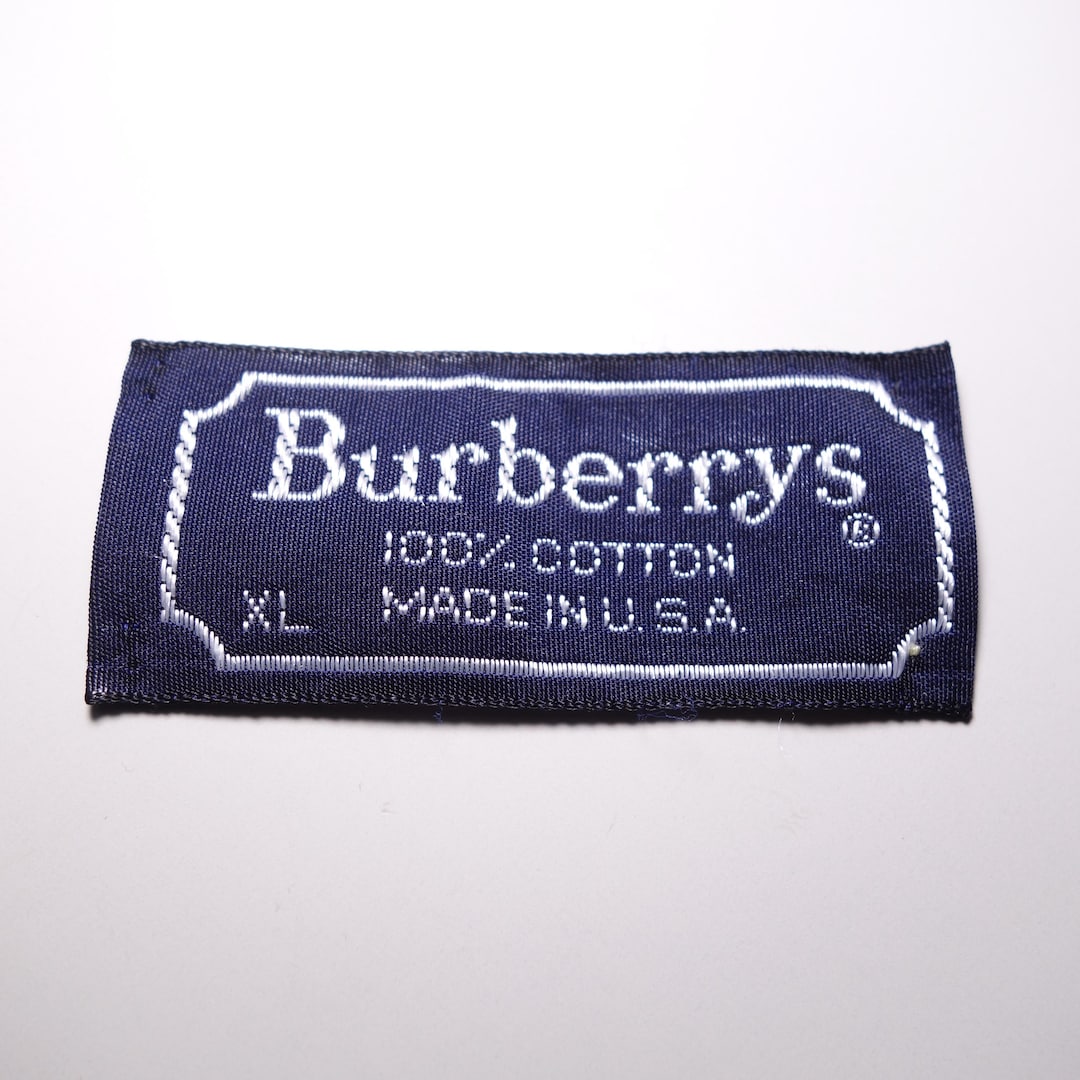 Burberrys®
100% COTTON
XL MADE IN U.S.A.